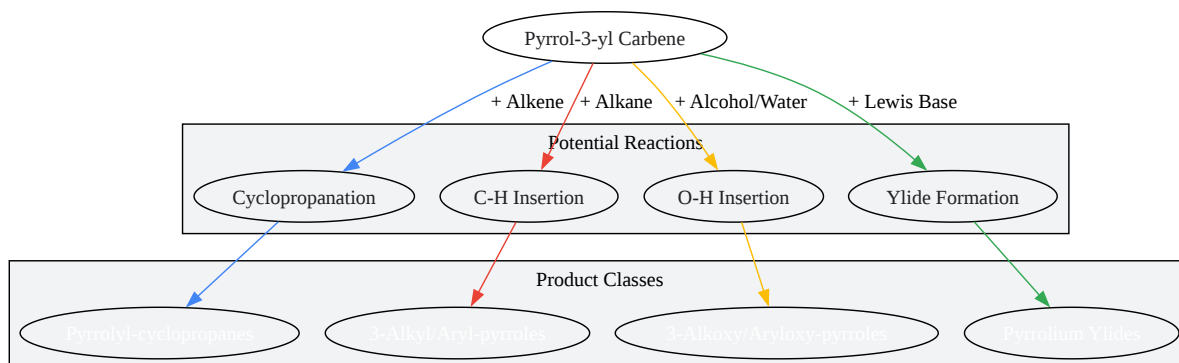 Pyrrol-3-yl Carbene
+ Alkene
+ Alkane
+ Alcohol/Water
+ Lewis Base
Potential Reactions
Cyclopropanation
C-H Insertion
O-H Insertion
Ylide Formation
Product Classes
Pyrrolyl-cyclopropanes
3-Alkyl/Aryl-pyrroles
3-Alkoxy/Aryloxy-pyrroles
Pyrrolium Ylides